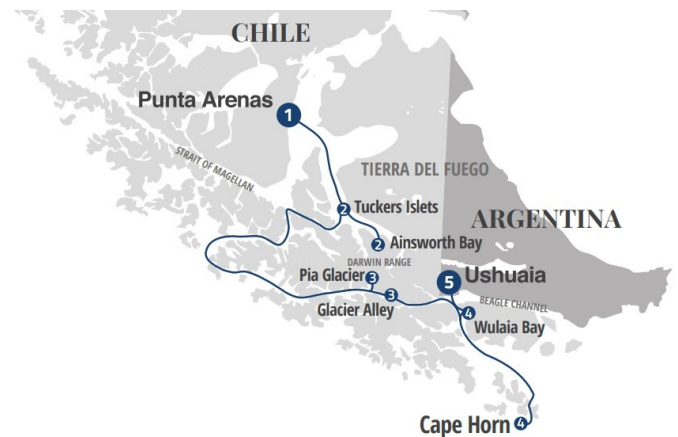 CHILE
Punta Arenas
1
STRAIT OF MAGELLAN
TIERRA DEL FUEGO
2 Tuckers Islets
ARGENTINA
2 Ainsworth Bay
DARWIN RANGE
Pia Glacier 3
5 Ushuaia
Glacier Alley 3
BEAGLE CHANNEL
4
Wulaia Bay
Cape Horn 4